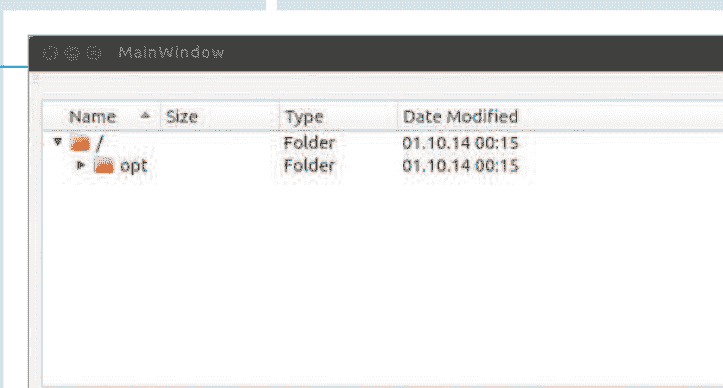 MainWindow
Name Size Type Date Modified
/ Folder 01.10.14 00:15
opt Folder 01.10.14 00:15